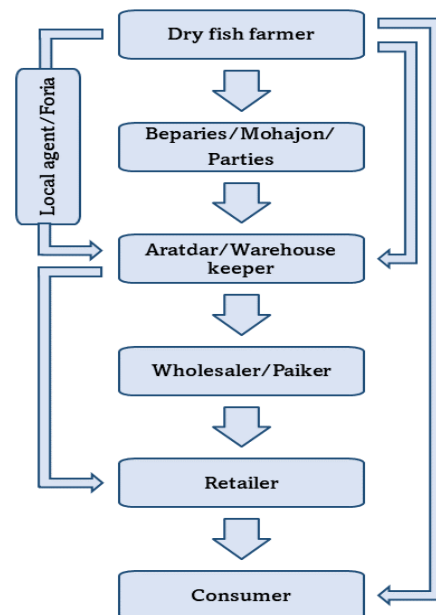 Dry fish farmer
Local agent/Foria
Beparies/Mohajon/
Parties
Aratdar/Warehouse
keeper
Wholesaler/Paiker
Retailer
Consumer